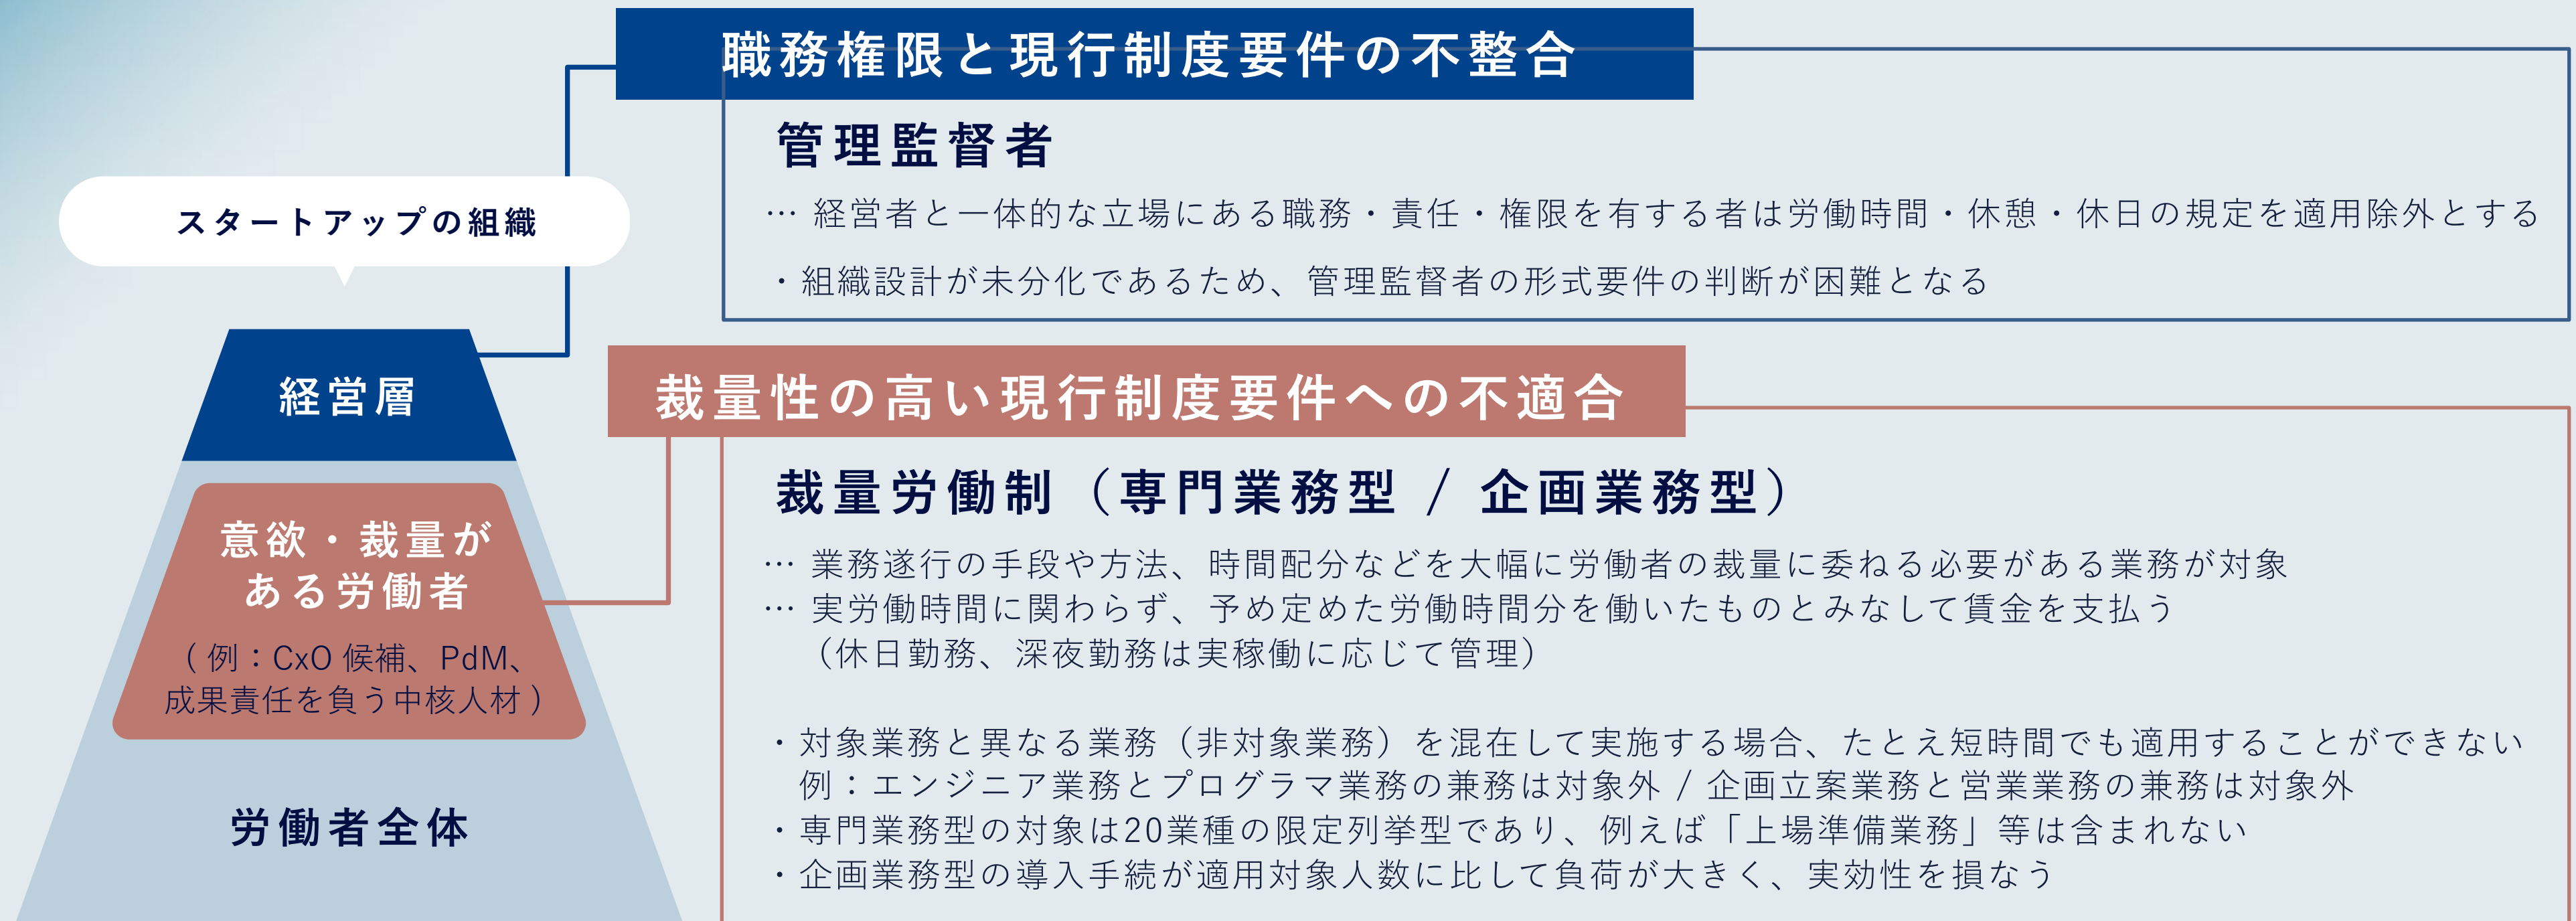 職務権限と現行制度要件の不整合
管理監督者
… 経営者と一体的な立場にある職務・責任・権限を有する者は労働時間・休憩・休日の規定を適用除外とする
・組織設計が未分化であるため、管理監督者の形式要件の判断が困難となる
スタートアップの組織
経営層
意欲・裁量が
ある労働者
（ 例：CxO 候補、PdM、
成果責任を負う中核人材 ）
労働者全体
裁量性の高い現行制度要件への不適合
裁量労働制（専門業務型 / 企画業務型）
… 業務遂行の手段や方法、時間配分などを大幅に労働者の裁量に委ねる必要がある業務が対象
… 実労働時間に関わらず、予め定めた労働時間分を働いたものとみなして賃金を支払う
（休日勤務、深夜勤務は実稼働に応じて管理）
・対象業務と異なる業務（非対象業務）を混在して実施する場合、たとえ短時間でも適用することができない
例：エンジニア業務とプログラマ業務の兼務は対象外 / 企画立案業務と営業業務の兼務は対象外
・専門業務型の対象は20業種の限定列挙型であり、例えば「上場準備業務」等は含まれない
・企画業務型の導入手続が適用対象人数に比して負荷が大きく、実効性を損なう